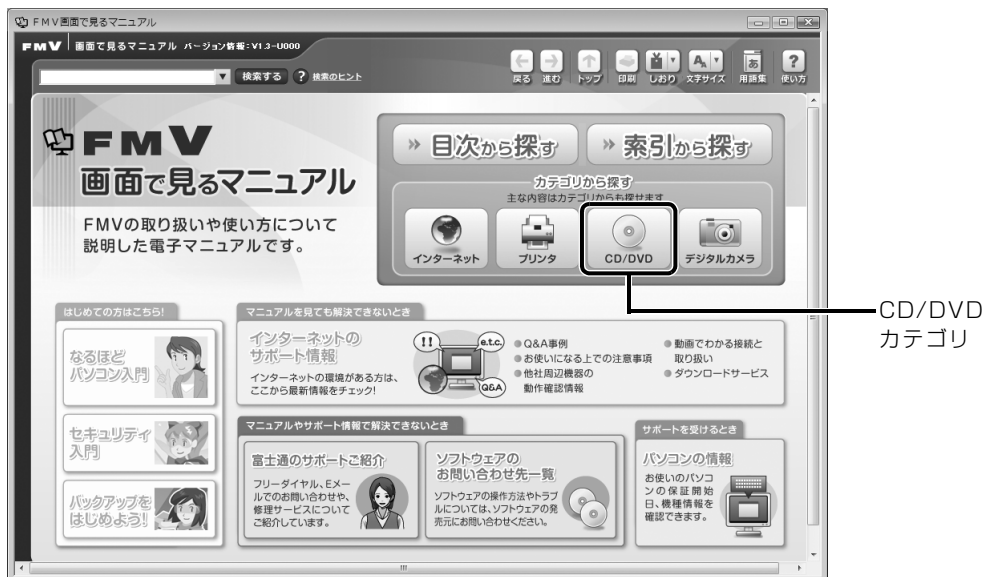 FMV画面で見るマニュアル
FMV 画面で見るマニュアル バージョン情報:V1.3-U000
検索する ? 検索のヒント
戻る 進む トップ 印刷 しおり 文字サイズ 用語集 使い方
FMV
画面で見るマニュアル
FMVの取り扱いや使い方について
説明した電子マニュアルです。
» 目次から探す
» 索引から探す
カテゴリから探す
主な内容はカテゴリからも探せます
インターネット
プリンタ
CD/DVD
デジタルカメラ
CD/DVD
カテゴリ
はじめての方はこちら!
なるほど
パソコン入門
セキュリティ
入門
バックアップを
はじめよう!
マニュアルを見ても解決できないとき
インターネットの
サポート情報
インターネットの環境がある方は、
ここから最新情報をチェック!
!!
e.t.c.
Q&A
Q&A事例
お使いになる上での注意事項
他社周辺機器の
動作確認情報
動画でわかる接続と
取り扱い
ダウンロードサービス
マニュアルやサポート情報で解決できないとき
富士通のサポートご紹介
フリーダイヤル、Eメー
ルでのお問い合わせや、
修理サービスについて
ご紹介しています。
ソフトウェアの
お問い合わせ先一覧
ソフトウェアの操作方法やトラブ
ルについては、ソフトウェアの発
売元にお問い合わせください。
サポートを受けるとき
パソコンの情報
お使いのパソコ
ンの保証開始
日、機種情報を
確認できます。